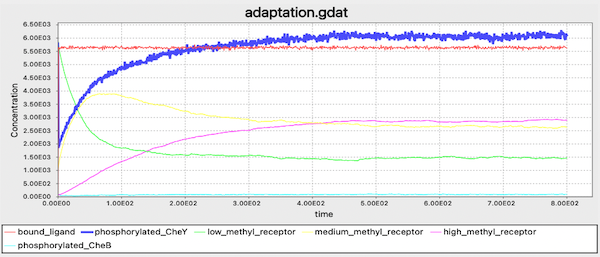 adaptation.gdat
6.50E03
6.00E03
5.50E03
5.00E03
4.50E03
4.00E03
3.50E03
3.00E03
2.50E03
2.00E03
1.50E03
1.00E03
5.00E02
0.00E00
Concentration
0.00E00 1.00E02 2.00E02 3.00E02 4.00E02 5.00E02 6.00E02 7.00E02 8.00E02
time
bound_ligand phosphorylated_CheY low_methyl_receptor medium_methyl_receptor high_methyl_receptor
phosphorylated_CheB